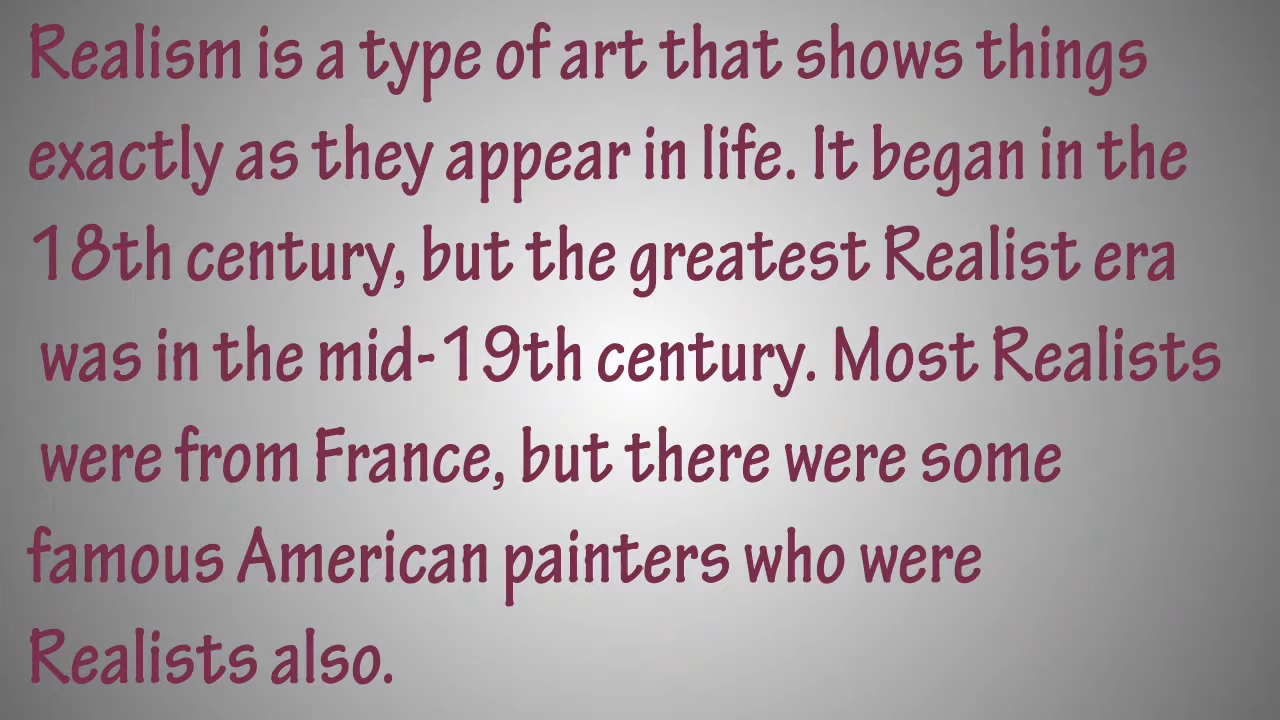 Realism is a type of art that shows things
exactly as they appear in life. It began in the
18th century, but the greatest Realist era
was in the mid-19th century. Most Realists
were from France, but there were some
famous American painters who were
Realists also.